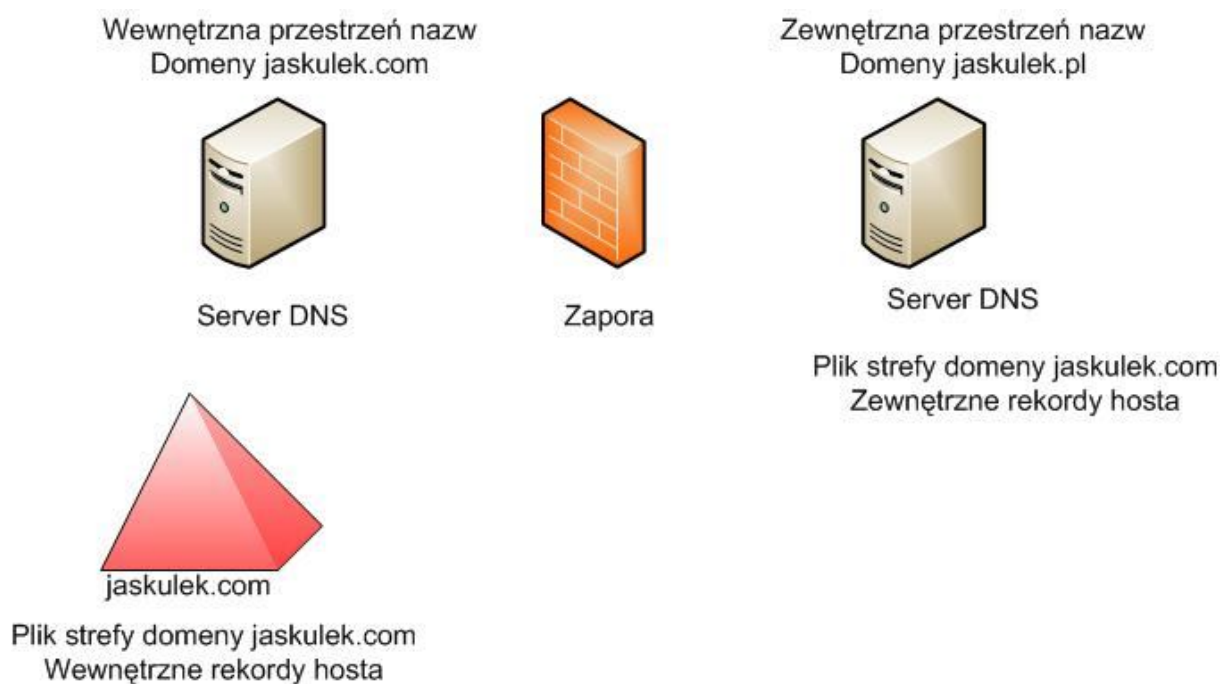 Wewnętrzna przestrzeń nazw
Domeny jaskulek.com
Zewnętrzna przestrzeń nazw
Domeny jaskulek.pl
Server DNS
Zapora
Server DNS
Plik strefy domeny jaskulek.com
Zewnętrzne rekordy hosta
jaskulek.com
Plik strefy domeny jaskulek.com
Wewnętrzne rekordy hosta